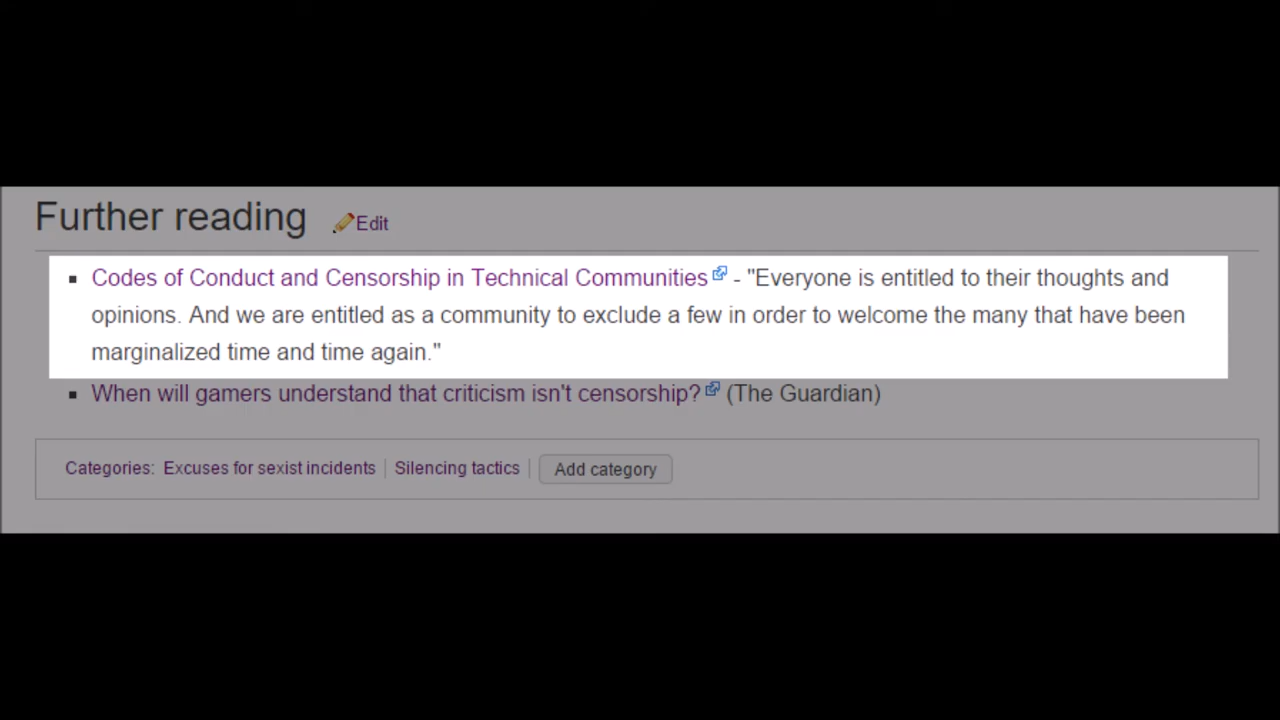 Further reading Edit
Codes of Conduct and Censorship in Technical Communities - "Everyone is entitled to their thoughts and
opinions. And we are entitled as a community to exclude a few in order to welcome the many that have been
marginalized time and time again."
When will gamers understand that criticism isn't censorship? (The Guardian)
Categories: Excuses for sexist incidents Silencing tactics Add category